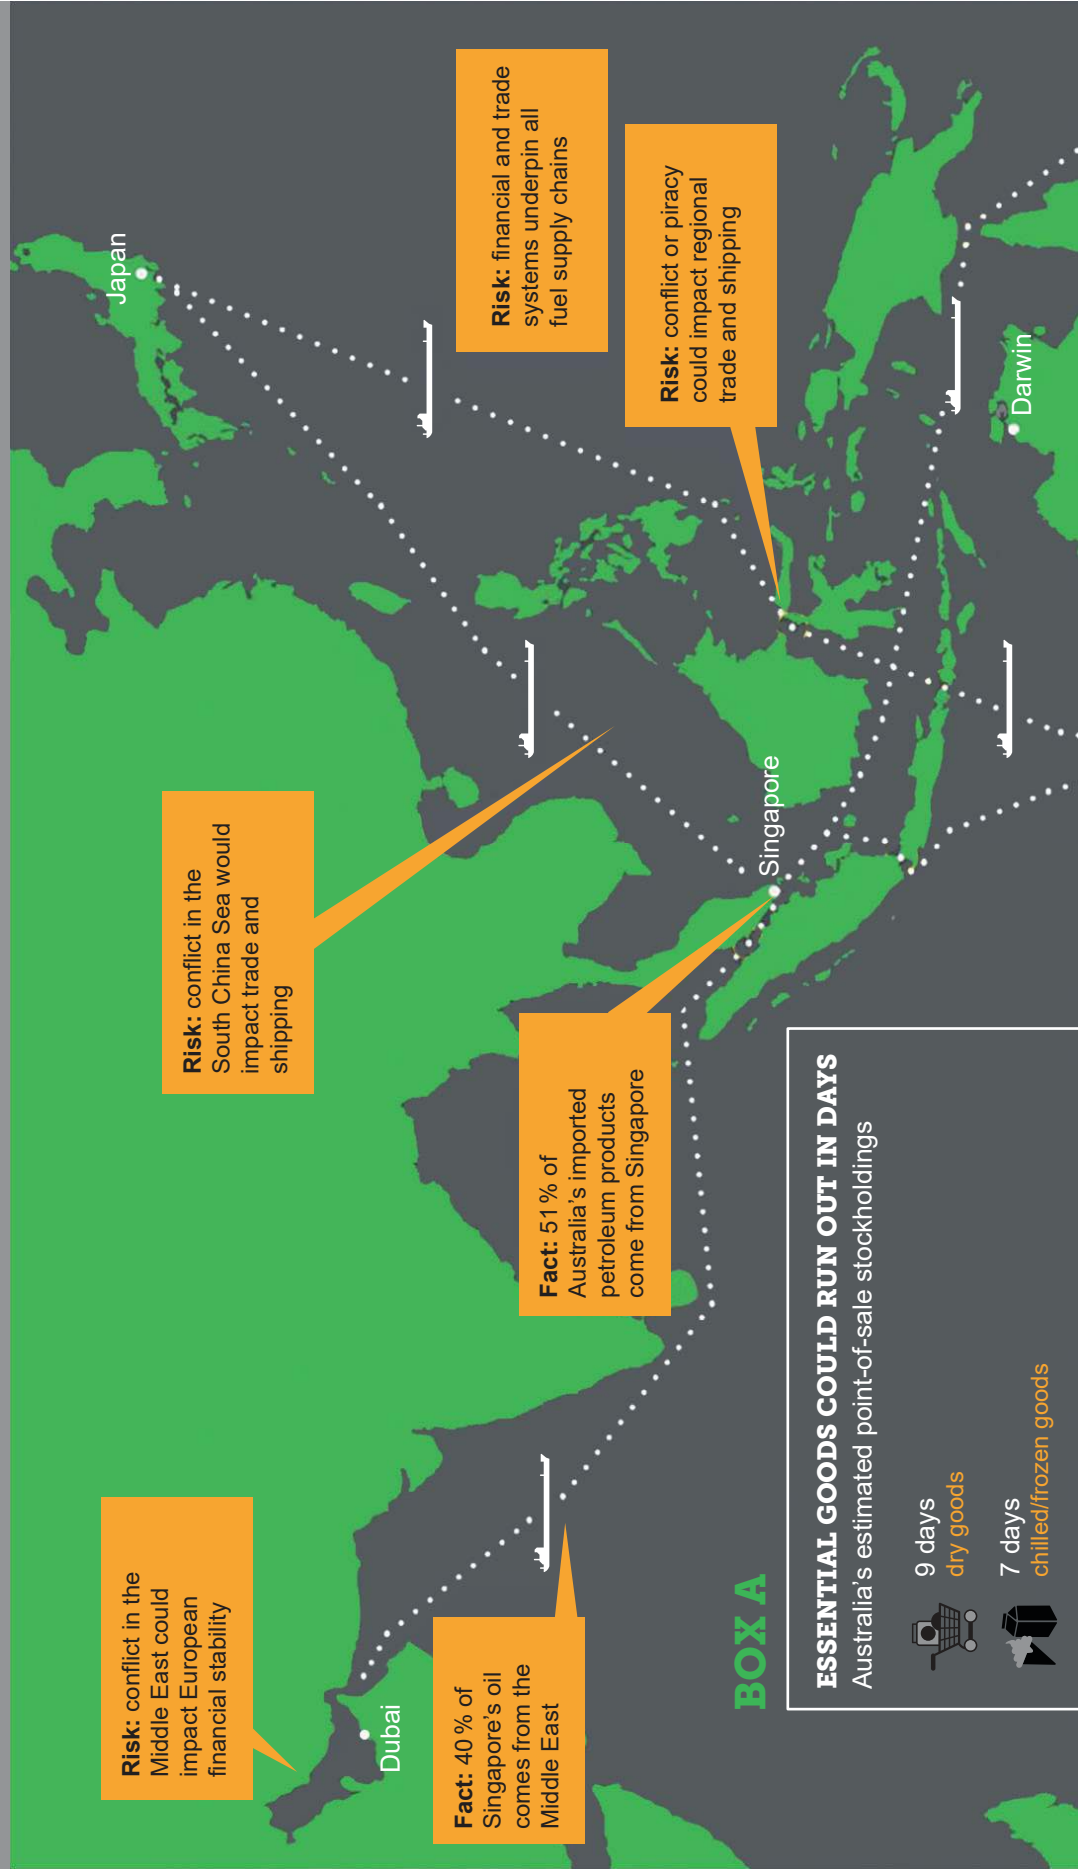 Risk: conflict in the
Middle East could
impact European
financial stability
Dubai
Fact: 40 % of
Singapore's oil
comes from the
Middle East
Risk: conflict in the
South China Sea would
impact trade and
shipping
Fact: 51 % of
Australia's imported
petroleum products
come from Singapore
Singapore
Japan
Risk: financial and trade
systems underpin all
fuel supply chains
Risk: conflict or piracy
could impact regional
trade and shipping
Darwin
BOX A
ESSENTIAL GOODS COULD RUN OUT IN DAYS
Australia's estimated point-of-sale stockholdings
9 days
dry goods
7 days
chilled/frozen goods